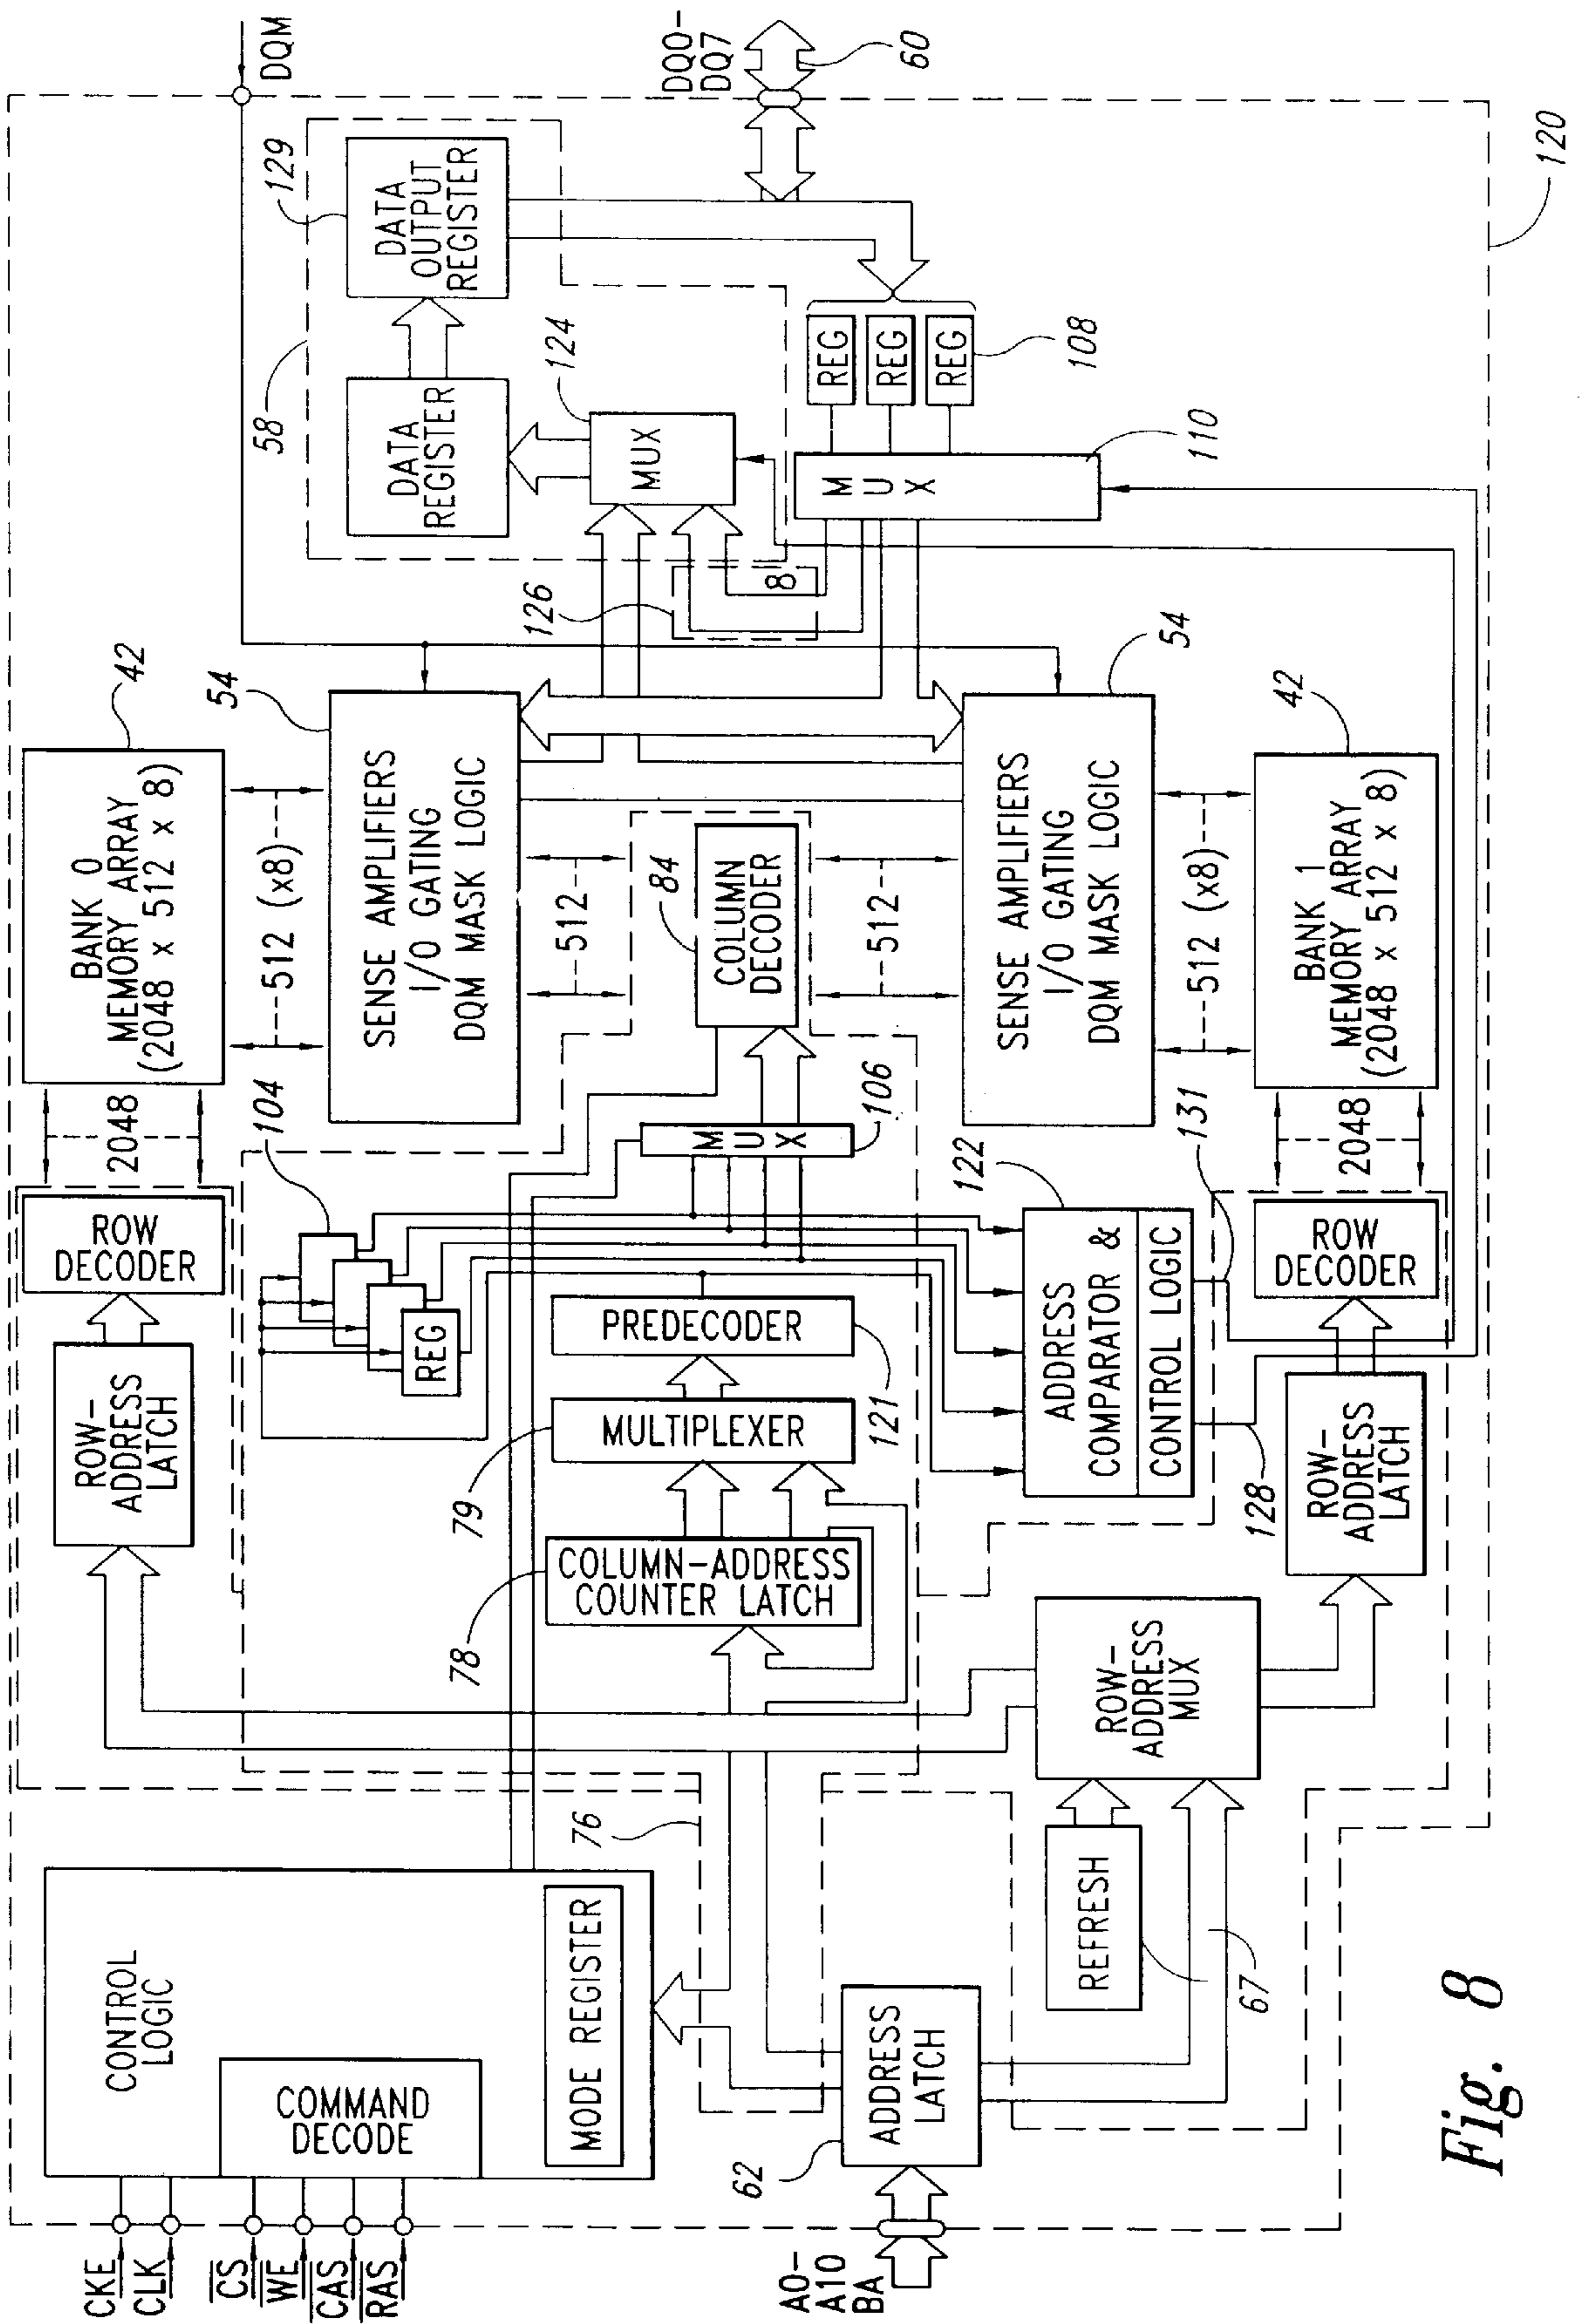 CKE
CLK
CS
WE
CAS
RAS
A0–
A10
BA
CONTROL
LOGIC
COMMAND
DECODE
MODE REGISTER
76
62
ADDRESS
LATCH
REFRESH
67
ROW–
ADDRESS
MUX
ROW–
ADDRESS
LATCH
ROW
DECODER
2048
BANK 0
MEMORY ARRAY
(2048 x 512 x 8)
42
512 (x8)
54
SENSE AMPLIFIERS
I/O GATING
DQM MASK LOGIC
512
104
REG
78
COLUMN–ADDRESS
COUNTER LATCH
79
MULTIPLEXER
PREDECODER
121
M
U
X
106
84
COLUMN
DECODER
512
122
ADDRESS
COMPARATOR &
CONTROL LOGIC
128
131
ROW–
ADDRESS
LATCH
ROW
DECODER
2048
SENSE AMPLIFIERS
I/O GATING
DQM MASK LOGIC
54
512 (x8)
BANK 1
MEMORY ARRAY
(2048 x 512 x 8)
42
58
DATA
REGISTER
DATA
OUTPUT
REGISTER
129
MUX
124
126
8
M
U
X
110
REG
REG
REG
108
DQM
DQ0–
DQ7
60
120
Fig. 8